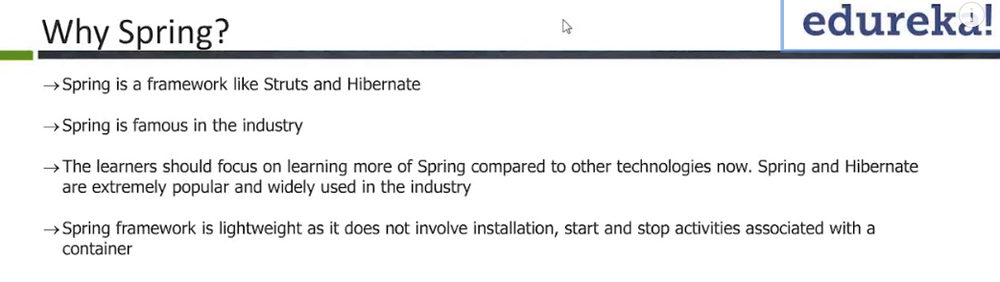 Why Spring?
edureka!
→Spring is a framework like Struts and Hibernate
→Spring is famous in the industry
→The learners should focus on learning more of Spring compared to other technologies now. Spring and Hibernate
are extremely popular and widely used in the industry
→Spring framework is lightweight as it does not involve installation, start and stop activities associated with a
container